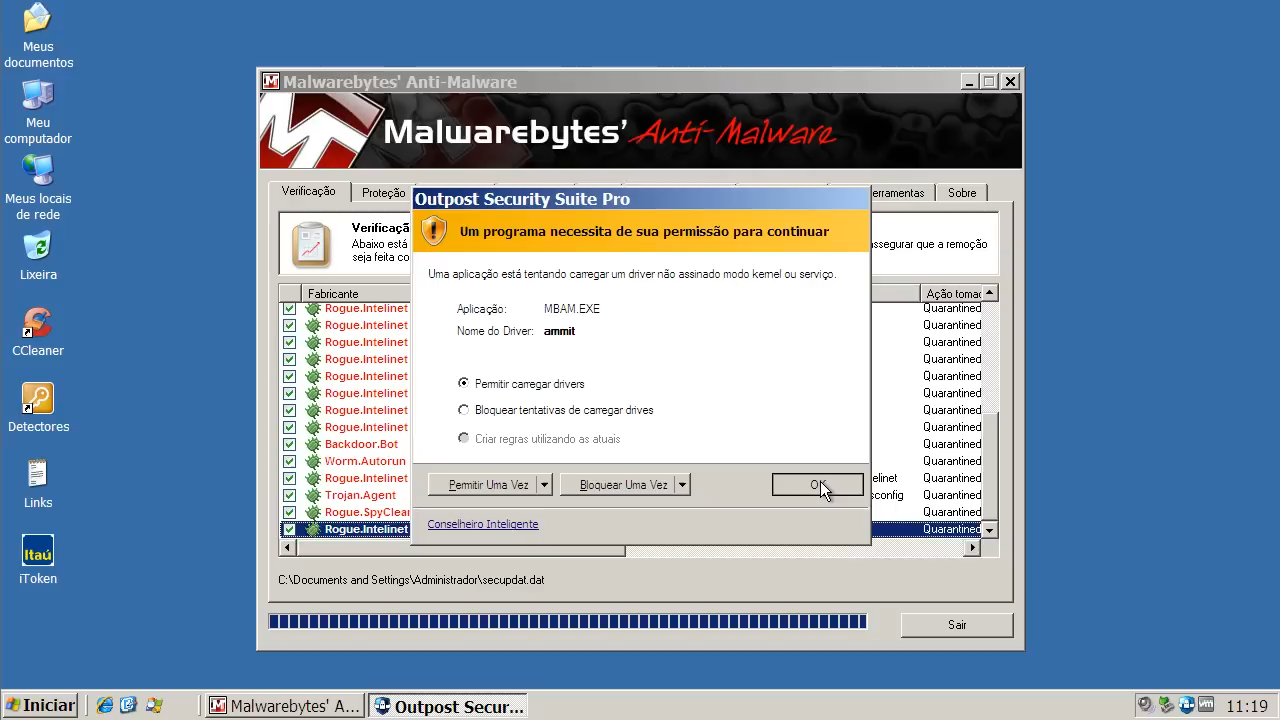 Meus
documentos
Meu
computador
Meus locais
de rede
Lixeira
CCleaner
Detectores
Links
Itaú
iToken
Malwarebytes' Anti-Malware
Malwarebytes' Anti-Malware
Verificação
Proteção
erramentas
Sobre
Verificaçã
Abaixo está
seja feita co
assegurar que a remoção
Fabricante
Ação tomad
Rogue.Intelinet
Quarantined
Rogue.Intelinet
Quarantined
Rogue.Intelinet
Quarantined
Rogue.Intelinet
Quarantined
Rogue.Intelinet
Quarantined
Rogue.Intelinet
Quarantined
Rogue.Intelinet
Quarantined
Rogue.Intelinet
Quarantined
Backdoor.Bot
Quarantined
Worm.Autorun
Quarantined
Rogue.Intelinet
elinet
Quarantined
Trojan.Agent
sconfig
Quarantined
Rogue.SpyClear
Quarantined
Rogue.Intelinet
Quarantined
C:\Documents and Settings\Administrador\secupdat.dat
Sair
Outpost Security Suite Pro
Um programa necessita de sua permissão para continuar
Uma aplicação está tentando carregar um driver não assinado modo kernel ou serviço.
Aplicação: MBAM.EXE
Nome do Driver: ammit
Permitir carregar drivers
Bloquear tentativas de carregar drives
Criar regras utilizando as atuais
Permitir Uma Vez
Bloquear Uma Vez
Conselheiro Inteligente
Iniciar
Malwarebytes' A...
Outpost Secur...
vm
11:19